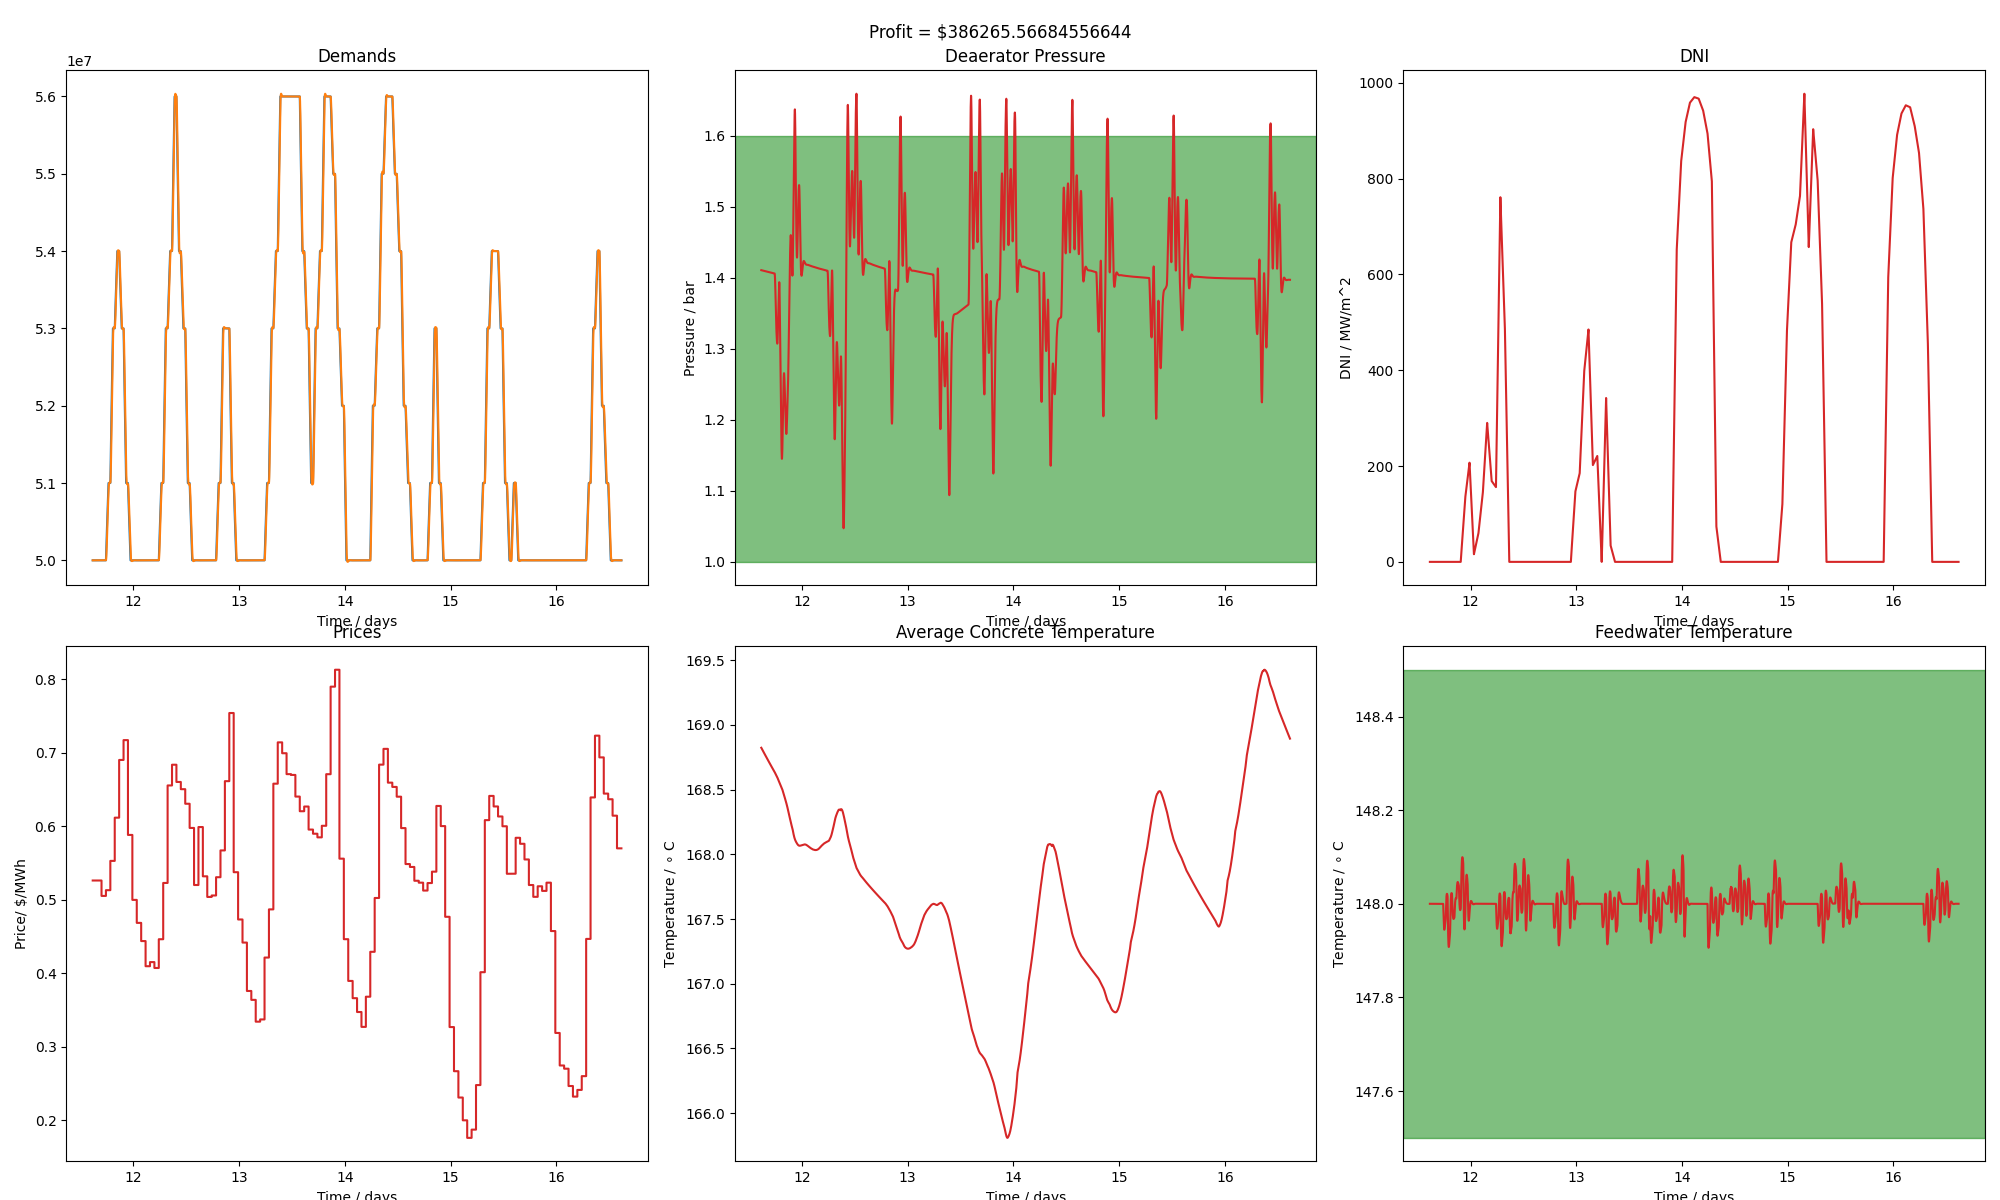 Profit = $386265.56684556644
Demands
1e7
5.6
5.5
5.4
5.3
5.2
5.1
5.0
12 13 14 15 16
Time / days
Deaerator Pressure
Pressure / bar
1.6
1.5
1.4
1.3
1.2
1.1
1.0
12 13 14 15 16
Time / days
DNI
DNI / MW/m^2
1000
800
600
400
200
0
12 13 14 15 16
Time / days
Prices
Price/ $/MWh
0.8
0.7
0.6
0.5
0.4
0.3
0.2
12 13 14 15 16
Time / days
Average Concrete Temperature
Temperature / ∘ C
169.5
169.0
168.5
168.0
167.5
167.0
166.5
166.0
12 13 14 15 16
Time / days
Feedwater Temperature
Temperature / ∘ C
148.4
148.2
148.0
147.8
147.6
12 13 14 15 16
Time / days